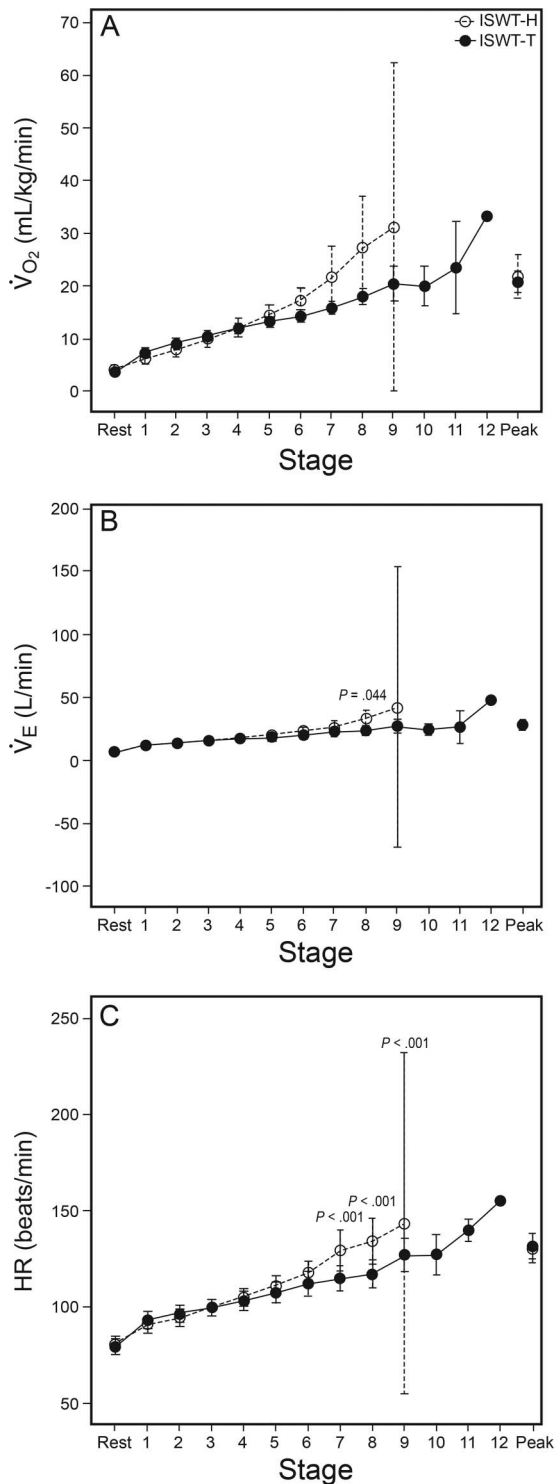 A
ISWT-H
ISWT-T
V̇O₂ (mL/kg/min)
70
60
50
40
30
20
10
0
Rest 1 2 3 4 5 6 7 8 9 10 11 12 Peak
Stage
B
V̇E (L/min)
200
150
100
50
0
-50
-100
P = .044
Rest 1 2 3 4 5 6 7 8 9 10 11 12 Peak
Stage
C
HR (beats/min)
250
200
150
100
50
P < .001
P < .001
P < .001
Rest 1 2 3 4 5 6 7 8 9 10 11 12 Peak
Stage